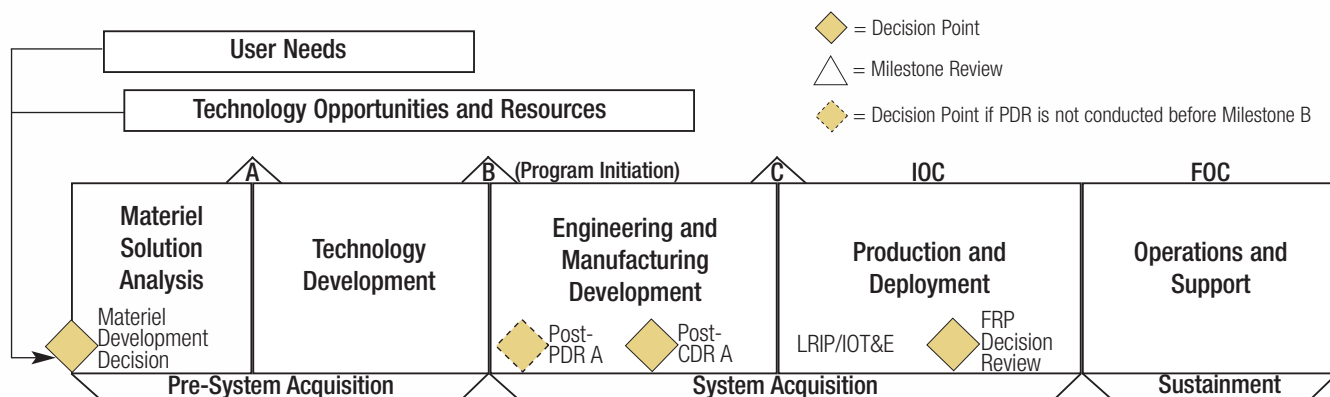 User Needs
Technology Opportunities and Resources
= Decision Point
= Milestone Review
= Decision Point if PDR is not conducted before Milestone B
A
B
(Program Initiation)
C
IOC
FOC
Materiel
Solution
Analysis
Technology
Development
Engineering and
Manufacturing
Development
Production and
Deployment
Operations and
Support
Materiel
Development
Decision
Post-
PDR A
Post-
CDR A
LRIP/IOT&E
FRP
Decision
Review
Pre-System Acquisition
System Acquisition
Sustainment